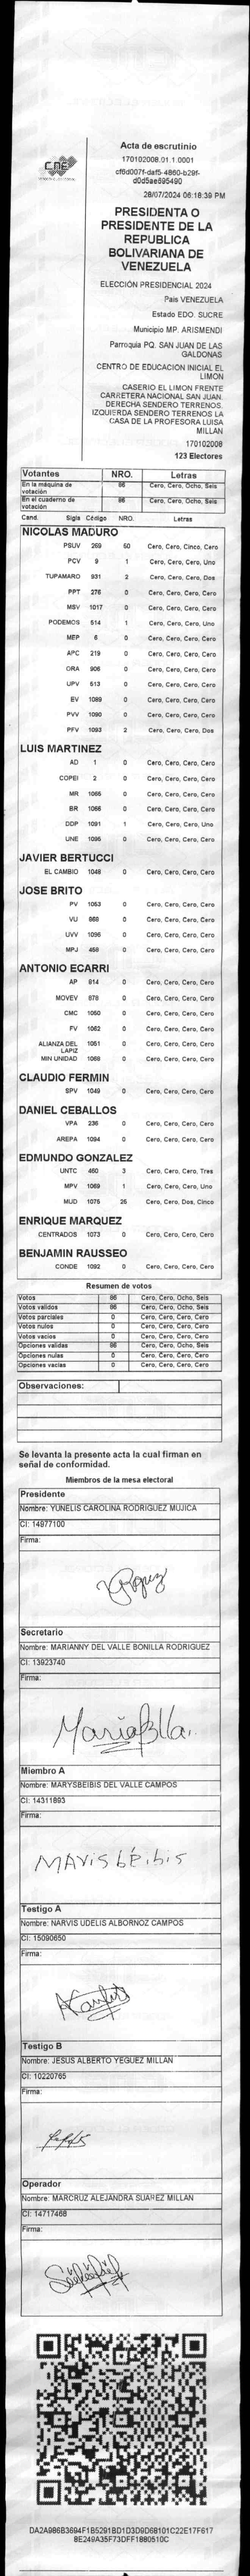 CNE
Acta de escrutinio
170102008.01.1.0001
cf6d007f-daf5-4860-b29f-
d0d5ae595490
28/07/2024 06:18:39 PM
PRESIDENTA O
PRESIDENTE DE LA
REPUBLICA
BOLIVARIANA DE
VENEZUELA
ELECCIÓN PRESIDENCIAL 2024
Pais VENEZUELA
Estado EDO. SUCRE
Municipio MP. ARISMENDI
Parroquia PQ. SAN JUAN DE LAS
GALDONAS
CENTRO DE EDUCACION INICIAL EL
LIMON
CASERIO EL LIMON FRENTE
CARRETERA NACIONAL SAN JUAN.
DERECHA SENDERO TERRENOS.
IZQUIERDA SENDERO TERRENOS LA
CASA DE LA PROFESORA LUISA
MILLAN
170102008
123 Electores
Votantes NRO. Letras
En la máquina de votación 86 Cero, Cero, Ocho, Seis
En el cuaderno de votación 86 Cero, Cero, Ocho, Seis
Cand. Sigla Código NRO. Letras
NICOLAS MADURO
PSUV 269 50 Cero, Cero, Cinco, Cero
PCV 9 1 Cero, Cero, Cero, Uno
TUPAMARO 931 2 Cero, Cero, Cero, Dos
PPT 276 0 Cero, Cero, Cero, Cero
MSV 1017 0 Cero, Cero, Cero, Cero
PODEMOS 514 1 Cero, Cero, Cero, Uno
MEP 6 0 Cero, Cero, Cero, Cero
APC 219 0 Cero, Cero, Cero, Cero
ORA 906 0 Cero, Cero, Cero, Cero
UPV 513 0 Cero, Cero, Cero, Cero
EV 1089 0 Cero, Cero, Cero, Cero
PVV 1090 0 Cero, Cero, Cero, Cero
PFV 1093 2 Cero, Cero, Cero, Dos
LUIS MARTINEZ
AD 1 0 Cero, Cero, Cero, Cero
COPEI 2 0 Cero, Cero, Cero, Cero
MR 1065 0 Cero, Cero, Cero, Cero
BR 1066 0 Cero, Cero, Cero, Cero
DDP 1091 1 Cero, Cero, Cero, Uno
UNE 1095 0 Cero, Cero, Cero, Cero
JAVIER BERTUCCI
EL CAMBIO 1048 0 Cero, Cero, Cero, Cero
JOSE BRITO
PV 1053 0 Cero, Cero, Cero, Cero
VU 968 0 Cero, Cero, Cero, Cero
UVV 1096 0 Cero, Cero, Cero, Cero
MPJ 459 0 Cero, Cero, Cero, Cero
ANTONIO ECARRI
AP 914 0 Cero, Cero, Cero, Cero
MOVEV 878 0 Cero, Cero, Cero, Cero
CMC 1050 0 Cero, Cero, Cero, Cero
FV 1062 0 Cero, Cero, Cero, Cero
ALIANZA DEL LAPIZ 1051 0 Cero, Cero, Cero, Cero
MIN UNIDAD 1068 0 Cero, Cero, Cero, Cero
CLAUDIO FERMIN
SPV 1049 0 Cero, Cero, Cero, Cero
DANIEL CEBALLOS
VPA 236 0 Cero, Cero, Cero, Cero
AREPA 1094 0 Cero, Cero, Cero, Cero
EDMUNDO GONZALEZ
UNTC 460 3 Cero, Cero, Cero, Tres
MPV 1069 1 Cero, Cero, Cero, Uno
MUD 1075 25 Cero, Cero, Dos, Cinco
ENRIQUE MARQUEZ
CENTRADOS 1073 0 Cero, Cero, Cero, Cero
BENJAMIN RAUSSEO
CONDE 1092 0 Cero, Cero, Cero, Cero
Resumen de votos
Votos 86 Cero, Cero, Ocho, Seis
Votos validos 86 Cero, Cero, Ocho, Seis
Votos parciales 0 Cero, Cero, Cero, Cero
Votos nulos 0 Cero, Cero, Cero, Cero
Votos vacios 0 Cero, Cero, Cero, Cero
Opciones validas 86 Cero, Cero, Ocho, Seis
Opciones nulas 0 Cero, Cero, Cero, Cero
Opciones vacias 0 Cero, Cero, Cero, Cero
Observaciones:
Se levanta la presente acta la cual firman en
señal de conformidad.
Miembros de la mesa electoral
Presidente
Nombre: YUNELIS CAROLINA RODRIGUEZ MUJICA
CI: 14977100
Firma:
Secretario
Nombre: MARIANNY DEL VALLE BONILLA RODRIGUEZ
CI: 13923740
Firma:
Miembro A
Nombre: MARYSBEIBIS DEL VALLE CAMPOS
CI: 14311893
Firma:
MAVISBÉIBIS
Testigo A
Nombre: NARVIS UDELIS ALBORNOZ CAMPOS
CI: 15090650
Firma:
Testigo B
Nombre: JESUS ALBERTO YEGUEZ MILLAN
CI: 10220765
Firma:
Operador
Nombre: MARCRUZ ALEJANDRA SUAREZ MILLAN
CI: 14717468
Firma:
DA2A986B3694F1B5291BD1D3D9D68101C22E17F617
8E249A35F73DFF1880510C